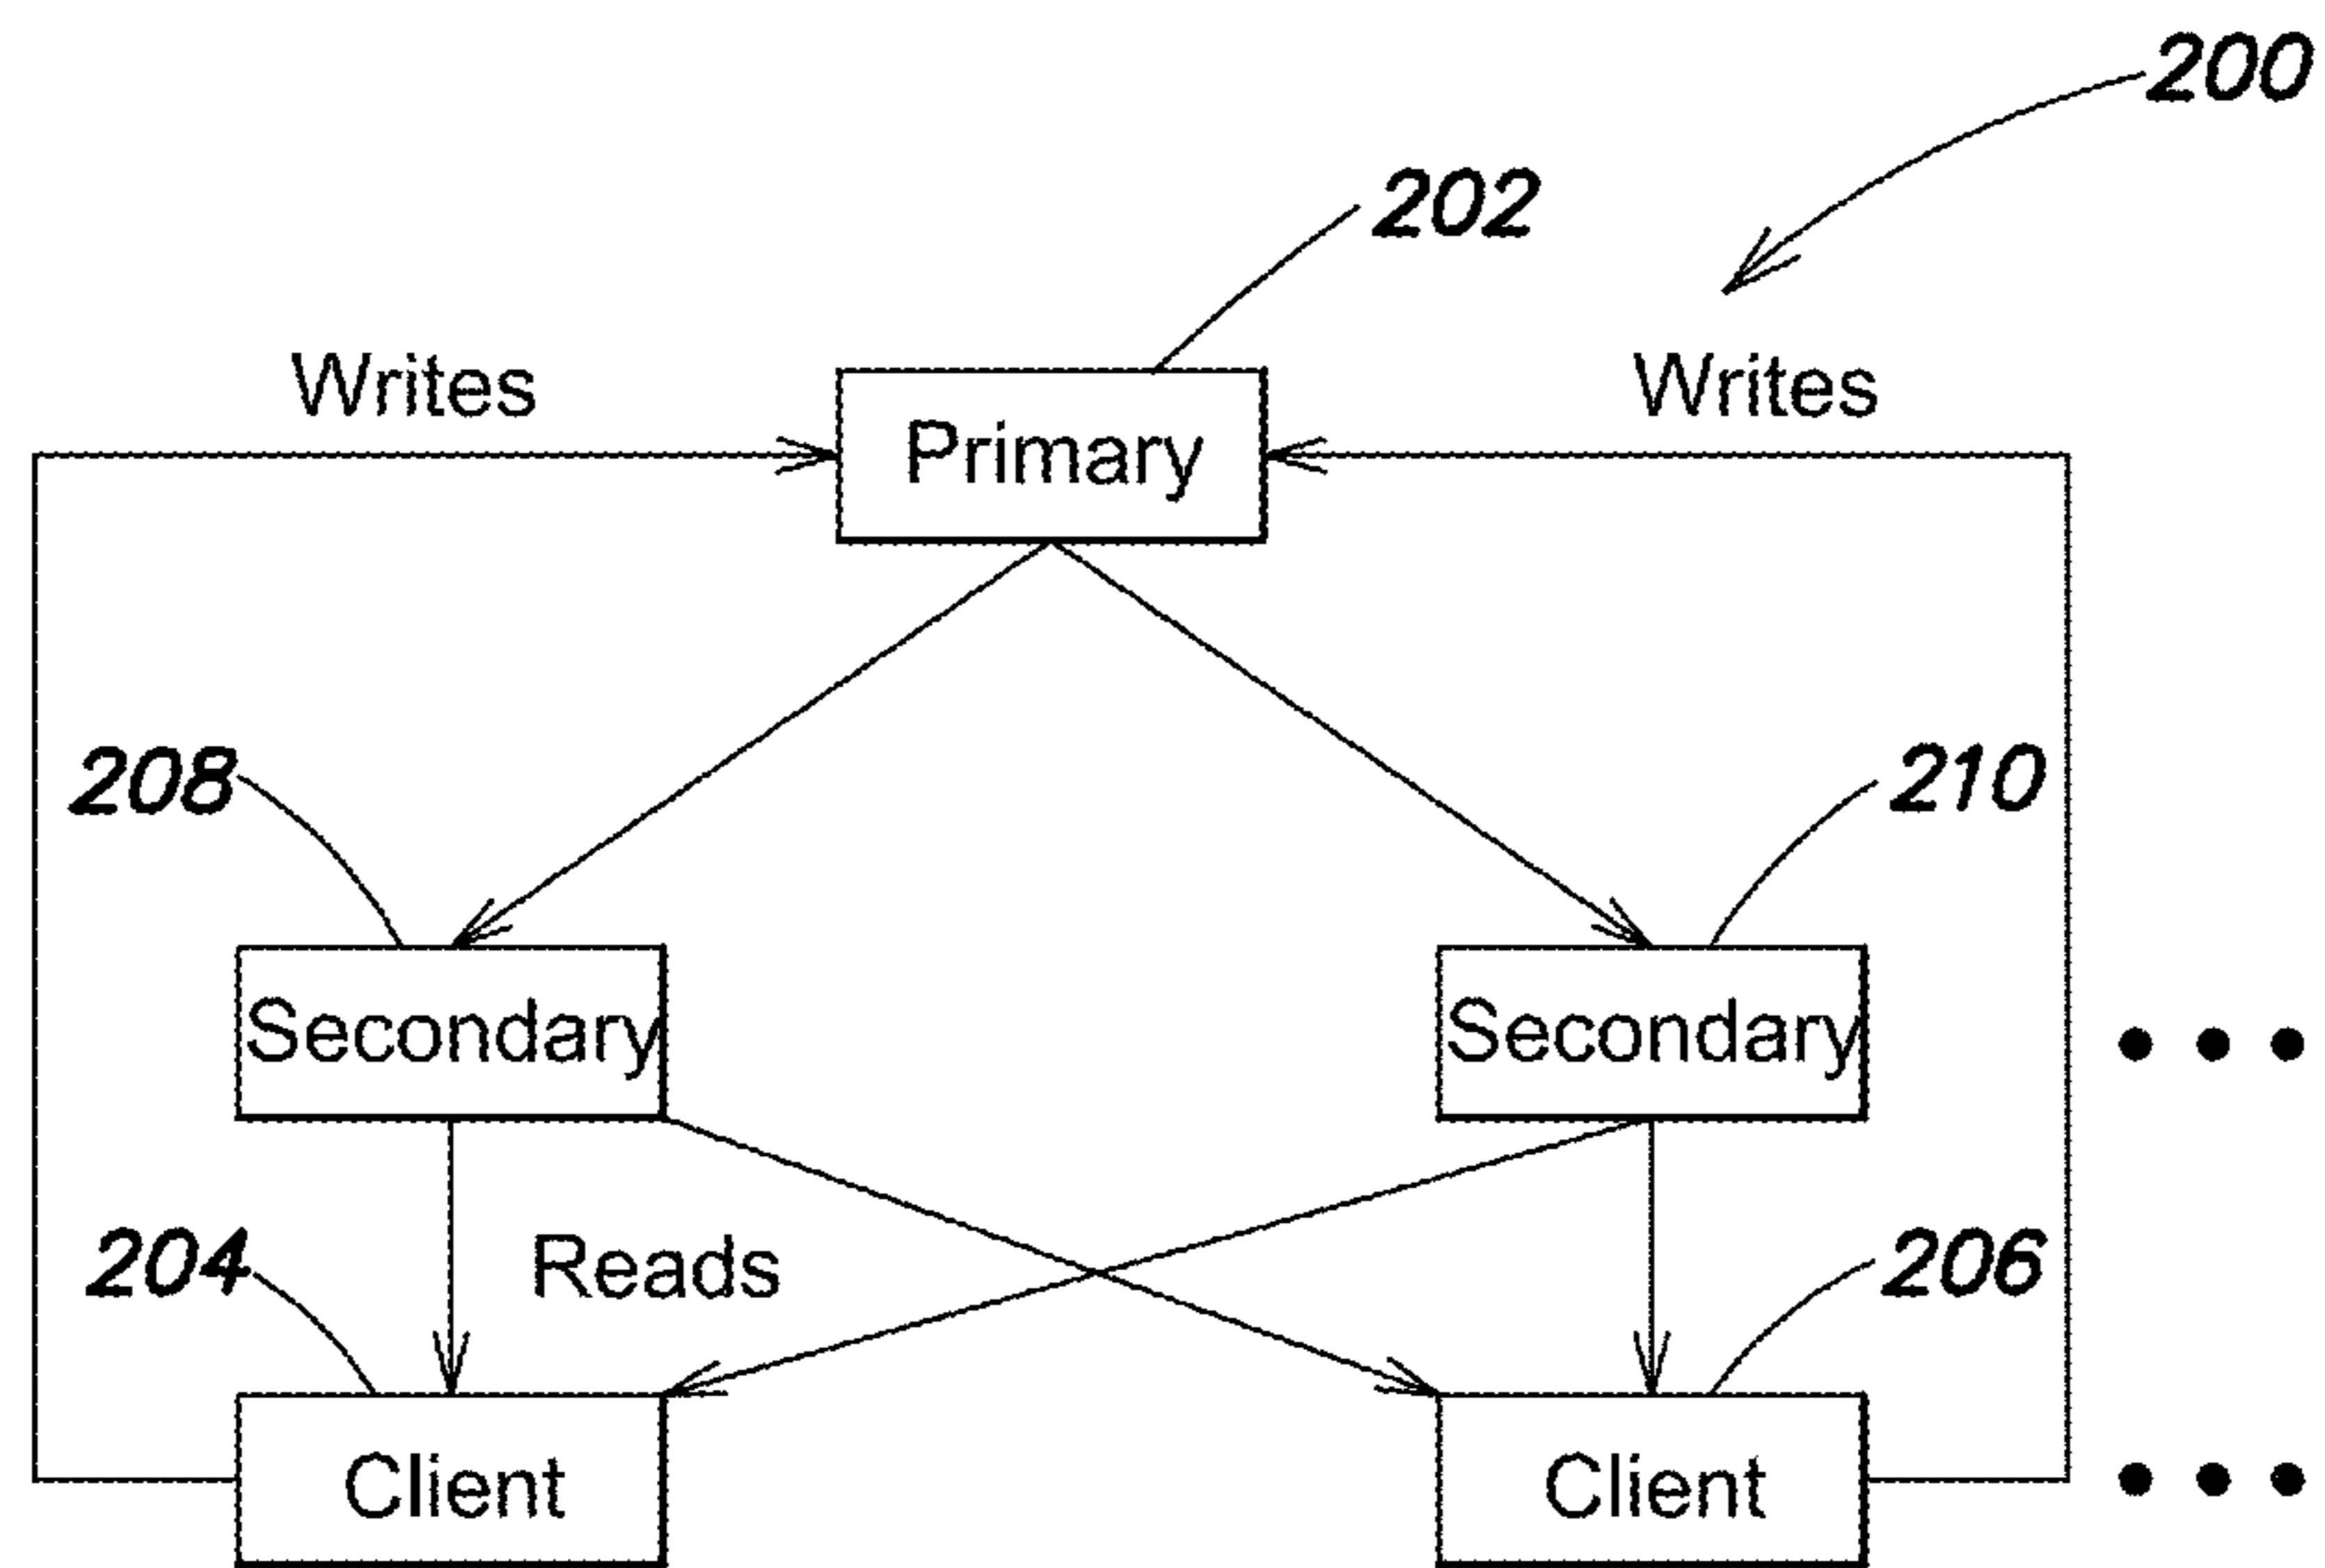 200
202
Writes
Writes
Primary
208
210
Secondary
Secondary
204
Reads
206
Client
Client